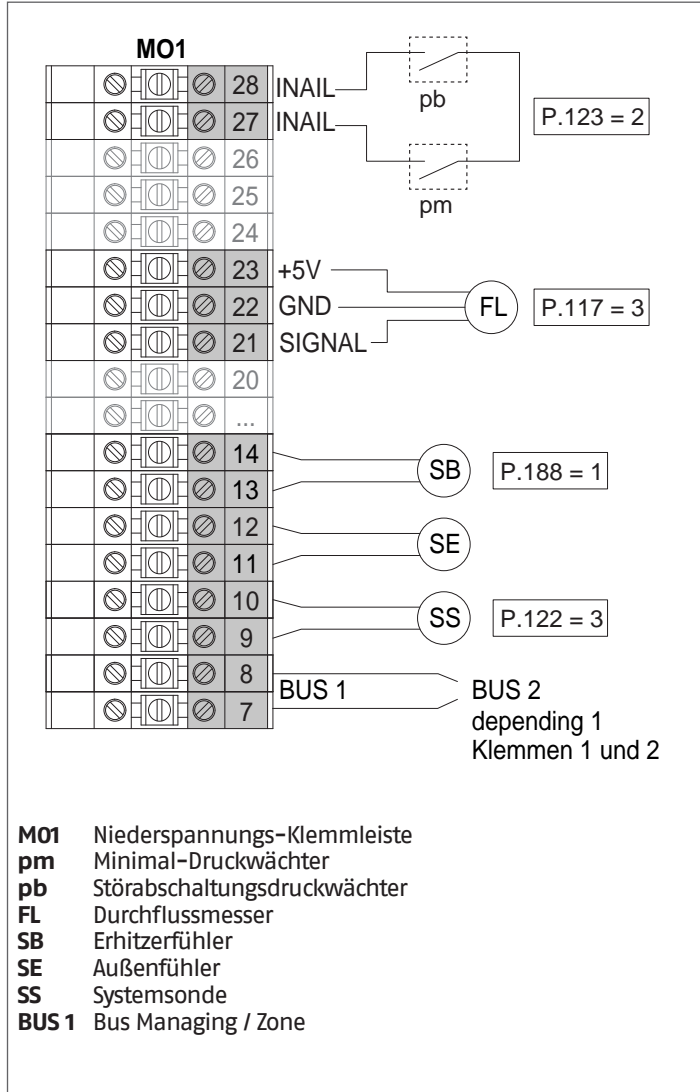 MO1
28 INAIL
pb
P.123 = 2
27 INAIL
26
25
pm
24
23 +5V
22 GND FL P.117 = 3
21 SIGNAL
20
...
14
SB P.188 = 1
13
12
SE
11
10
SS P.122 = 3
9
8
BUS 1 BUS 2
7
depending 1
Klemmen 1 und 2
MO1 Niederspannungs-Klemmleiste
pm Minimal-Druckwächter
pb Störabschaltungsdruckwächter
FL Durchflussmesser
SB Erhitzerfühler
SE Außenfühler
SS Systemsonde
BUS 1 Bus Managing / Zone